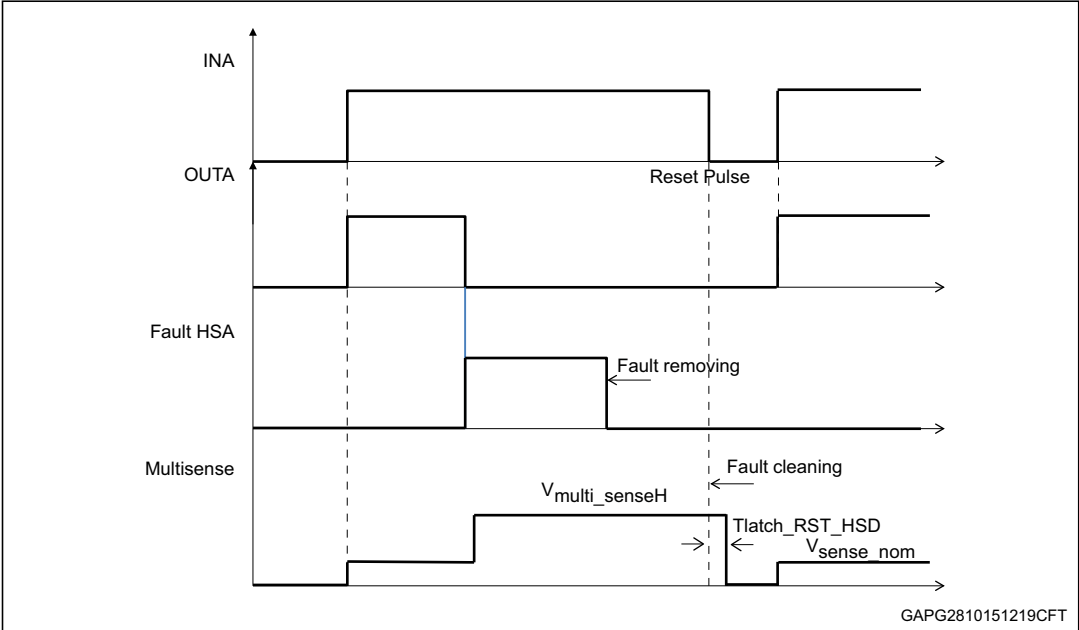 INA
OUTA
Reset Pulse
Fault HSA
Fault removing
Multisense
Fault cleaning
Vmulti_senseH
Tlatch_RST_HSD
Vsense_nom
GAPG2810151219CFT